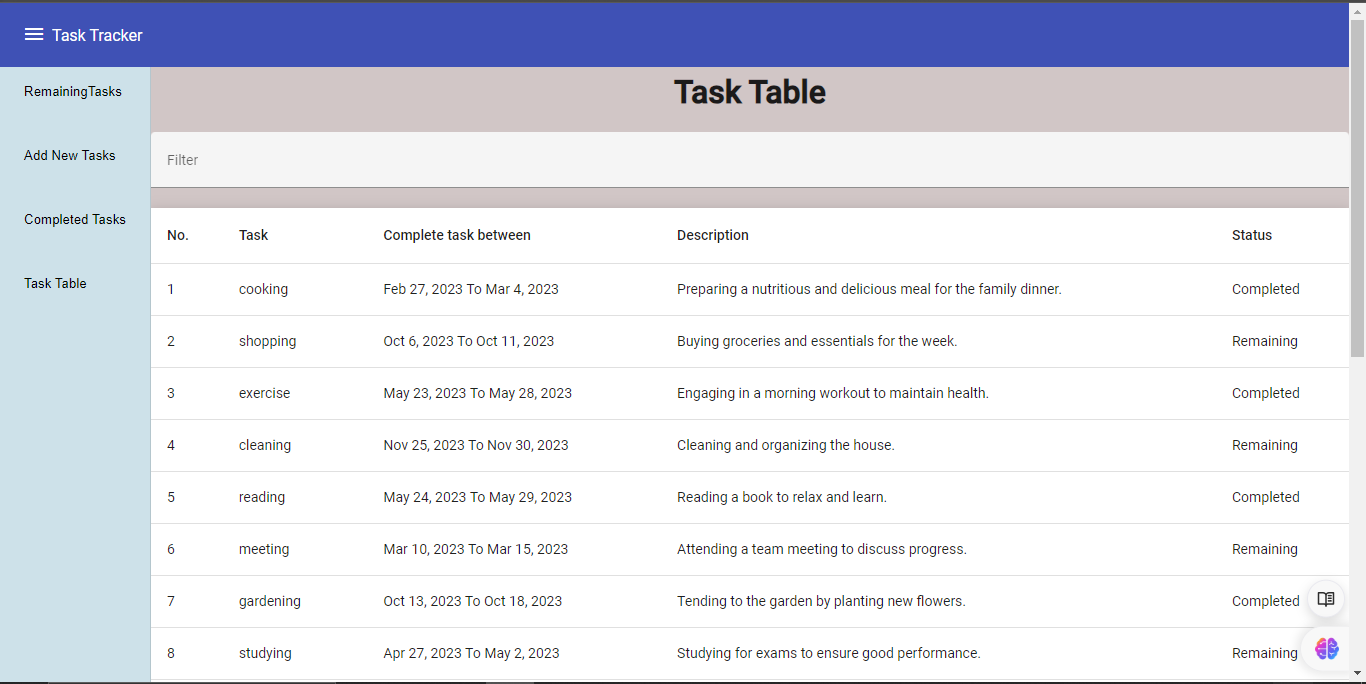 Task Tracker
RemainingTasks
Add New Tasks
Completed Tasks
Task Table
Task Table
Filter
No. Task Complete task between Description Status
1 cooking Feb 27, 2023 To Mar 4, 2023 Preparing a nutritious and delicious meal for the family dinner. Completed
2 shopping Oct 6, 2023 To Oct 11, 2023 Buying groceries and essentials for the week. Remaining
3 exercise May 23, 2023 To May 28, 2023 Engaging in a morning workout to maintain health. Completed
4 cleaning Nov 25, 2023 To Nov 30, 2023 Cleaning and organizing the house. Remaining
5 reading May 24, 2023 To May 29, 2023 Reading a book to relax and learn. Completed
6 meeting Mar 10, 2023 To Mar 15, 2023 Attending a team meeting to discuss progress. Remaining
7 gardening Oct 13, 2023 To Oct 18, 2023 Tending to the garden by planting new flowers. Completed
8 studying Apr 27, 2023 To May 2, 2023 Studying for exams to ensure good performance. Remaining